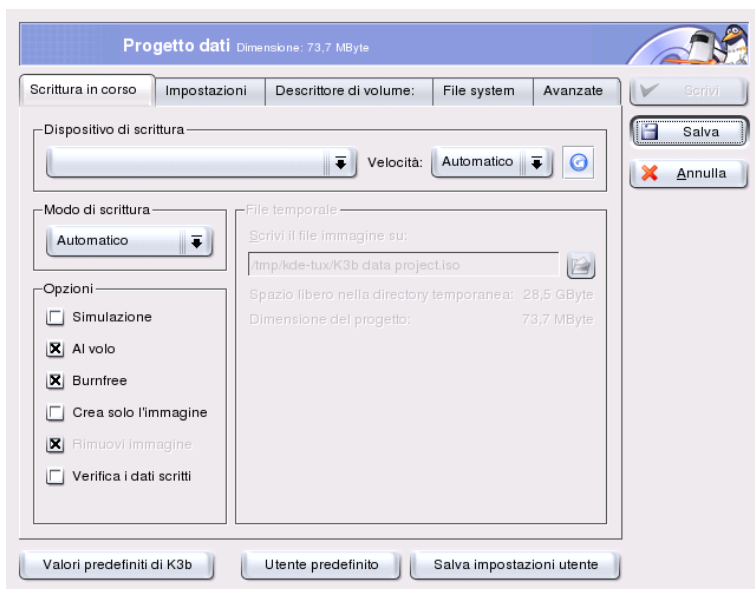 Progetto dati Dimensione: 73,7 MByte
Scrittura in corso Impostazioni Descrittore di volume: File system Avanzate
Scrivi
Salva
Annulla
Dispositivo di scrittura
Velocità: Automatico
Modo di scrittura
Automatico
Opzioni
Simulazione
Al volo
Burnfree
Crea solo l'immagine
Rimuovi immagine
Verifica i dati scritti
File temporale
Scrivi il file immagine su:
/tmp/kde-tux/K3b data project.iso
Spazio libero nella directory temporanea: 28,5 GByte
Dimensione del progetto: 73,7 MByte
Valori predefiniti di K3b Utente predefinito Salva impostazioni utente